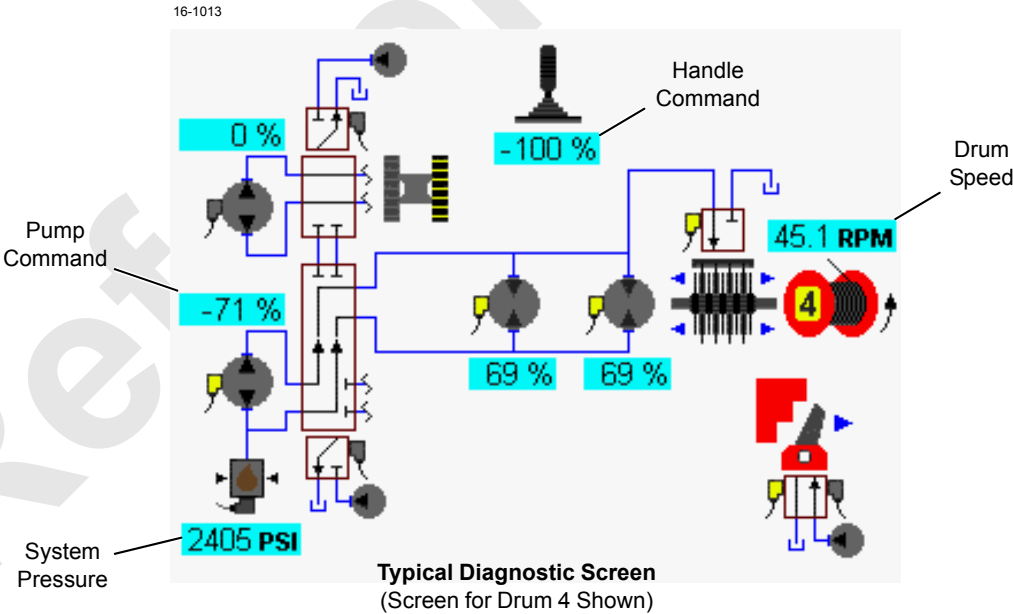 16-1013
Handle
Command
0 %
-100 %
Drum
Speed
Pump
Command
45.1 RPM
-71 %
4
69 %
69 %
2405 PSI
System
Pressure
Typical Diagnostic Screen
(Screen for Drum 4 Shown)
Ref